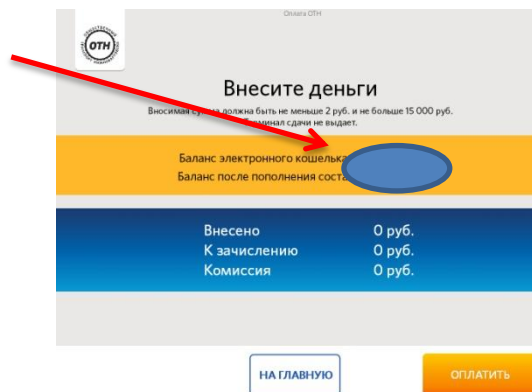 Оплата ОТН
ОТН
Внесите деньги
Вносимая сумма должна быть не меньше 2 руб. и не больше 15 000 руб.
Терминал сдачи не выдает.
Баланс электронного кошелька
Баланс после пополнения
Внесено 0 руб.
К зачислению 0 руб.
Комиссия 0 руб.
НА ГЛАВНУЮ
ОПЛАТИТЬ